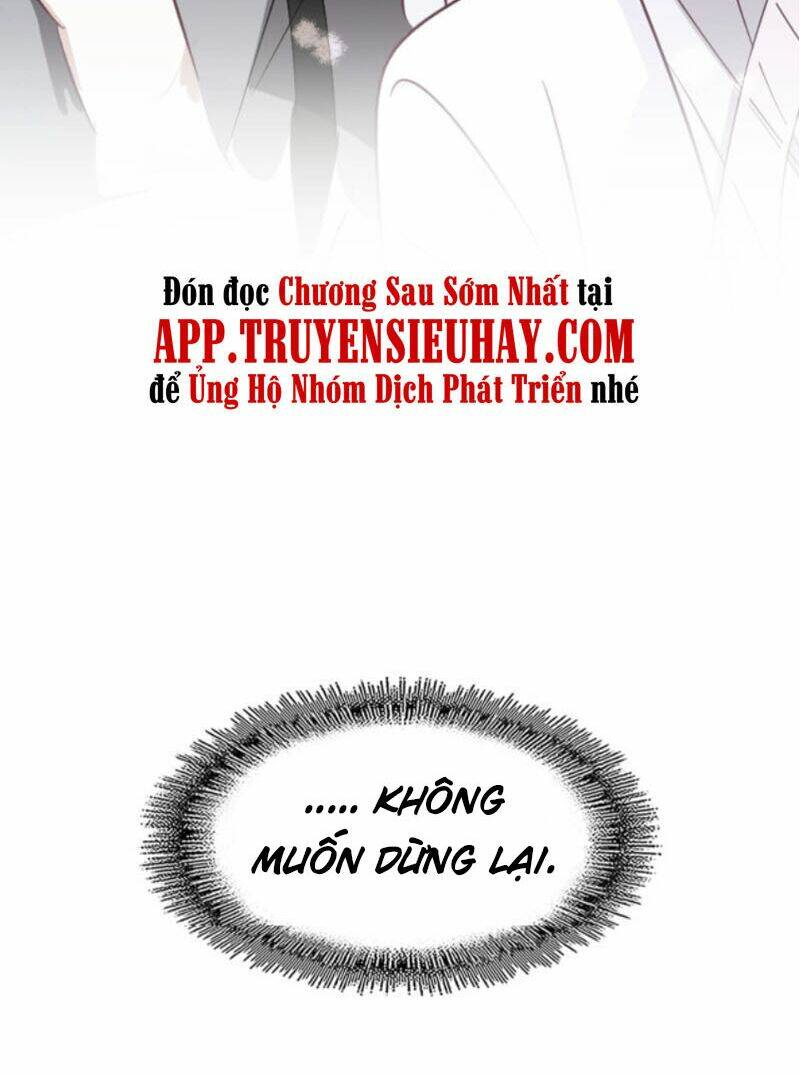 Đón đọc Chương Sau Sớm Nhất tại
APP.TRUYENSIEUHAY.COM
để Ủng Hộ Nhóm Dịch Phát Triển nhé
..... KHÔNG
MUỐN DỪNG LẠI.